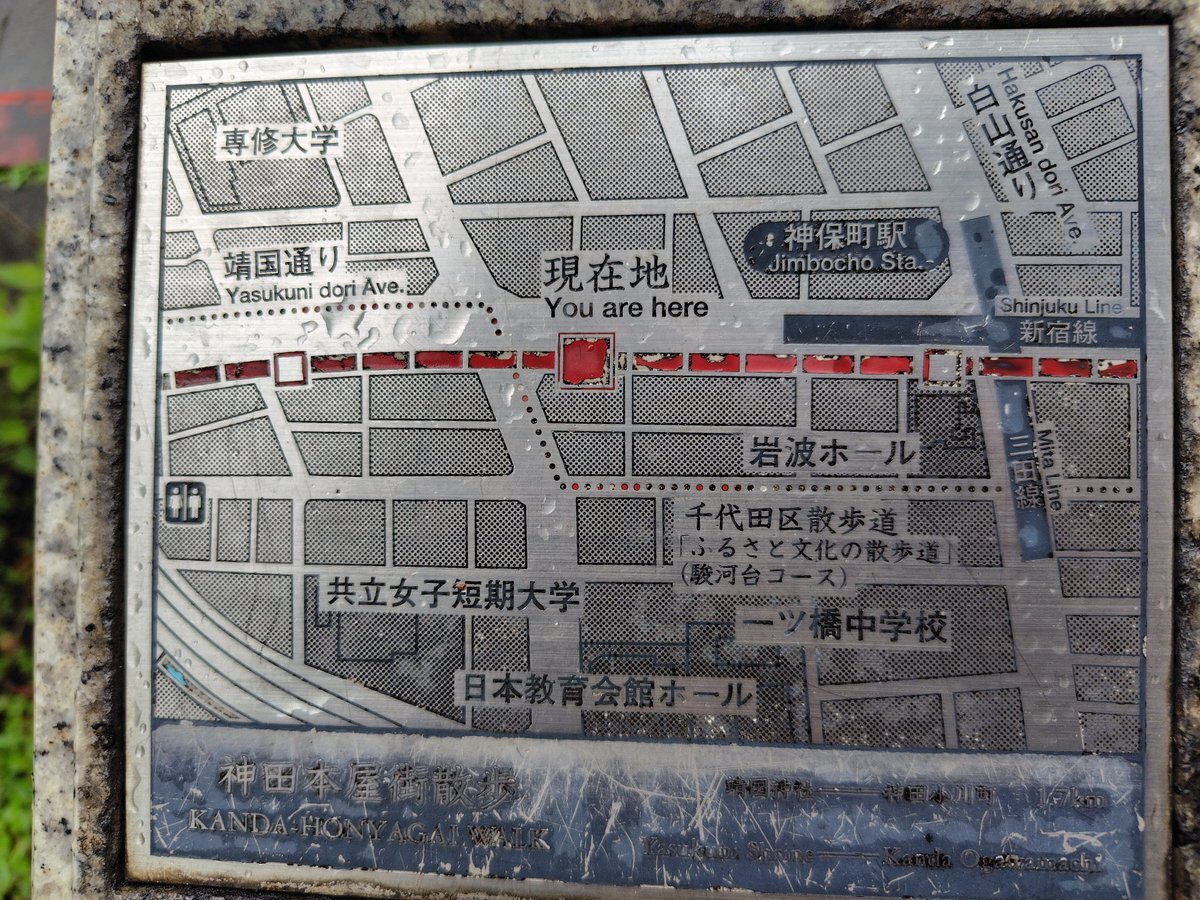 専修大学
Hakusan dori Ave.
白山通り
靖国通り
Yasukuni dori Ave.
神保町駅
Jimbocho Sta.
現在地
You are here
Shinjuku Line
新宿線
岩波ホール
三田線
Mita Line
千代田区散歩道
「ふるさと文化の散歩道」
(駿河台コース)
共立女子短期大学
一ツ橋中学校
日本教育会館ホール
神田本屋街散歩
KANDA-HONYAGAI WALK
靖国神社――神田小川町 1.7km
Yasukuni Shrine――Kanda Ogawamachi